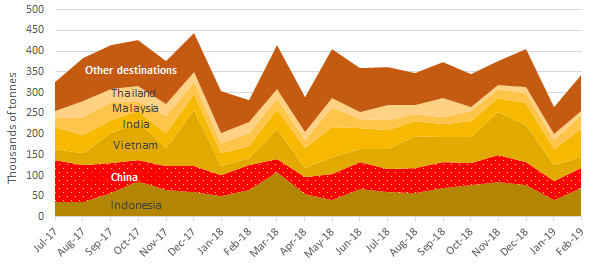 500
450
400
350
300
250
200
150
100
50
0
Thousands of tonnes
Other destinations
Thailand
Malaysia
India
Vietnam
China
Indonesia
Jul-17
Aug-17
Sep-17
Oct-17
Nov-17
Dec-17
Jan-18
Feb-18
Mar-18
Apr-18
May-18
Jun-18
Jul-18
Aug-18
Sep-18
Oct-18
Nov-18
Dec-18
Jan-19
Feb-19